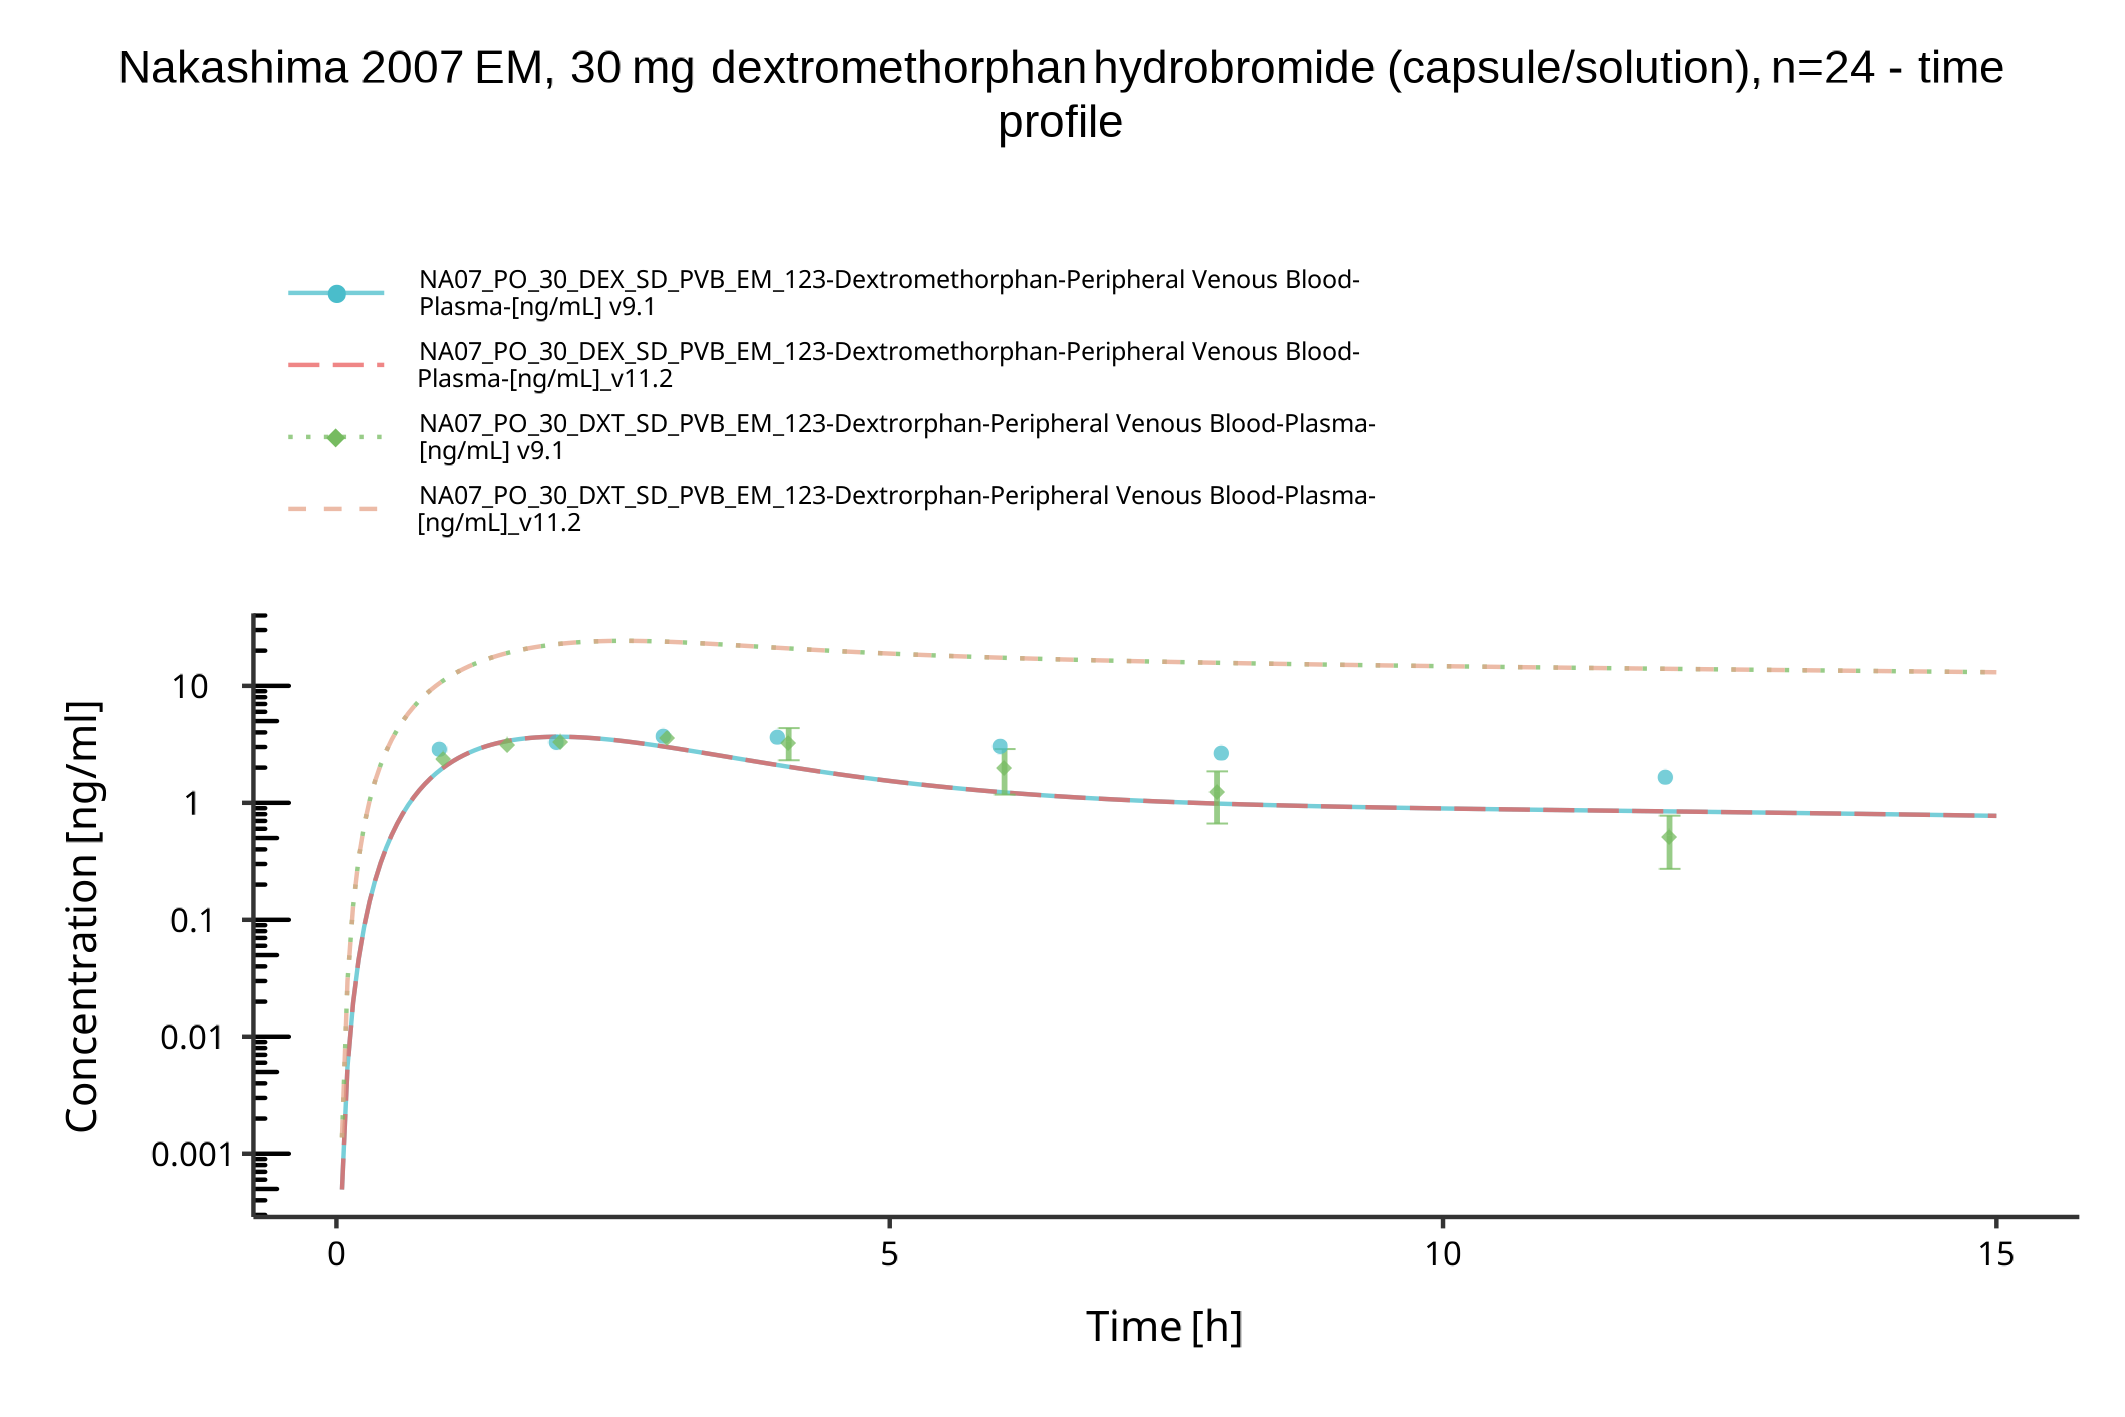 Nakashima 2007 EM, 30 mg dextromethorphan hydrobromide (capsule/solution), n=24 - time
profile
NA07_PO_30_DEX_SD_PVB_EM_123-Dextromethorphan-Peripheral Venous Blood-
Plasma-[ng/mL] v9.1
NA07_PO_30_DEX_SD_PVB_EM_123-Dextromethorphan-Peripheral Venous Blood-
Plasma-[ng/mL]_v11.2
NA07_PO_30_DXT_SD_PVB_EM_123-Dextrorphan-Peripheral Venous Blood-Plasma-
[ng/mL] v9.1
NA07_PO_30_DXT_SD_PVB_EM_123-Dextrorphan-Peripheral Venous Blood-Plasma-
[ng/mL]_v11.2
Concentration [ng/ml]
10
1
0.1
0.01
0.001
0
5
10
15
Time [h]